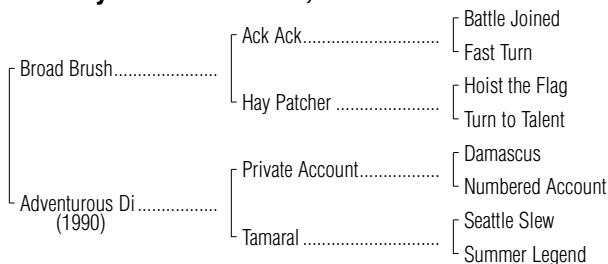 Battle Joined
Ack Ack........................................
Fast Turn
Broad Brush......................
Hoist the Flag
Hay Patcher ..............................
Turn to Talent
Damascus
Private Account.......................
Numbered Account
Adventurous Di.................
(1990)
Seattle Slew
Tamaral ........................................
Summer Legend